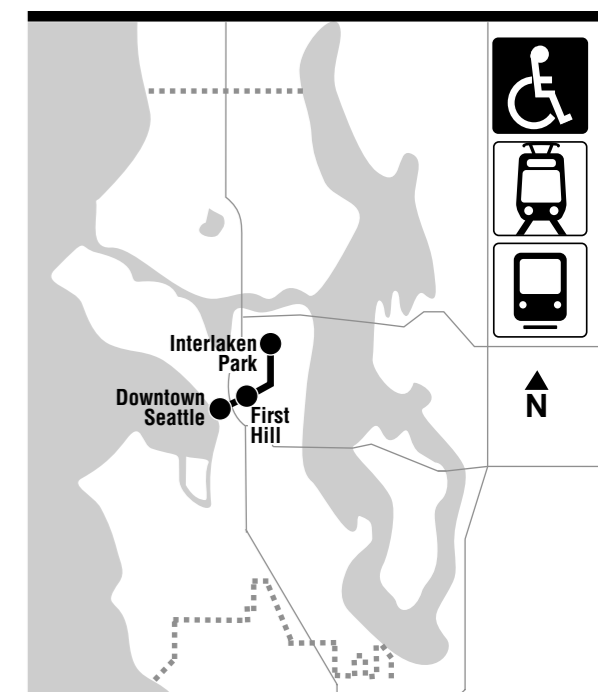 Interlaken
Park
Downtown
Seattle
First
Hill
N